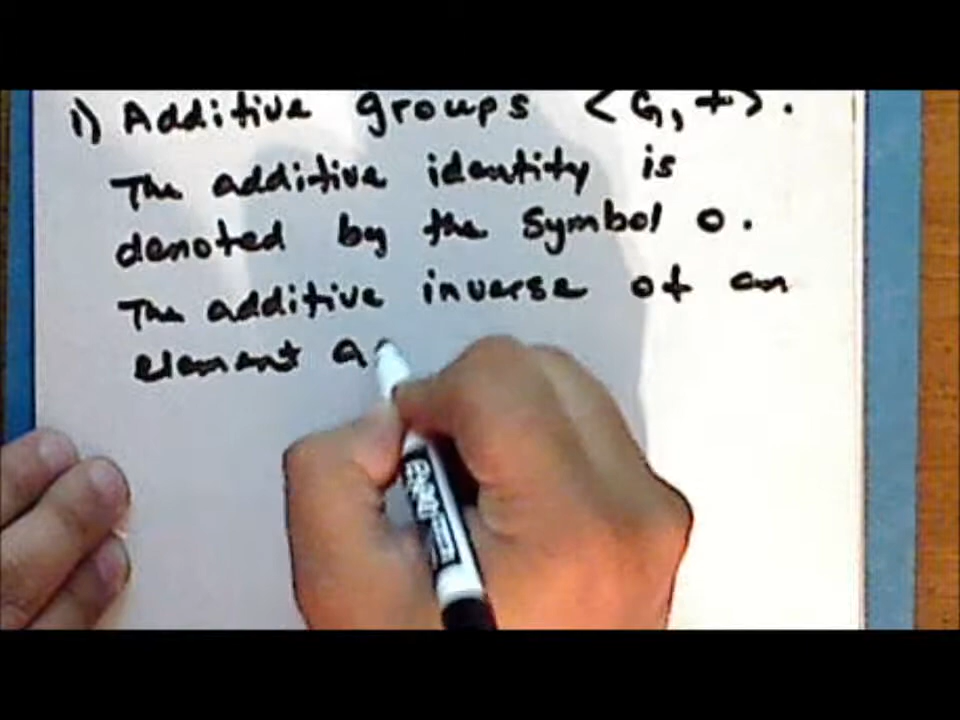 1) Additive groups <G, +>.
The additive identity is
denoted by the symbol 0.
The additive inverse of an
element a